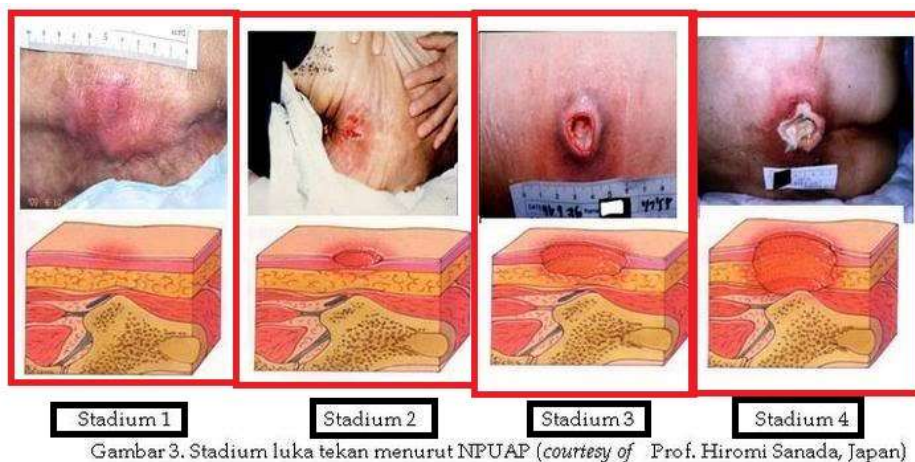 Stadium 1
Stadium 2
Stadium 3
Stadium 4
Gambar 3. Stadium luka tekan menurut NPUAP (courtesy of Prof. Hiromi Sanada, Japan)